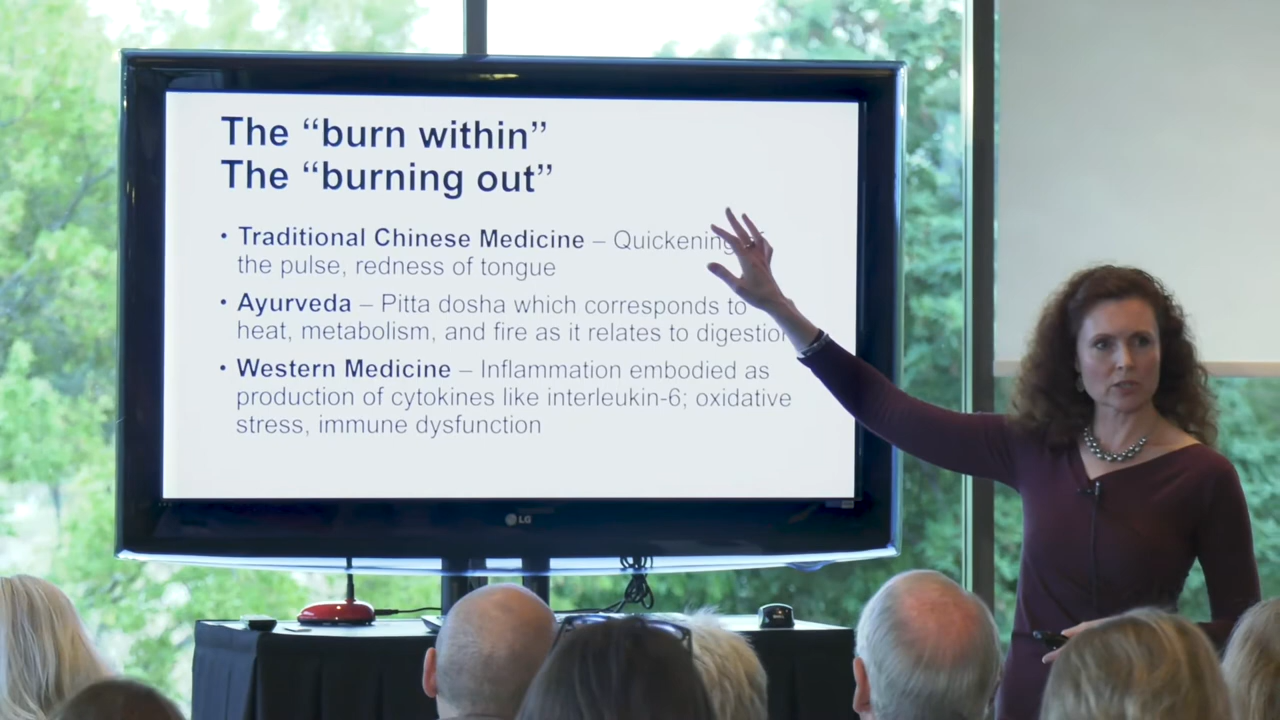 The “burn within”
The “burning out”
• Traditional Chinese Medicine – Quickening
the pulse, redness of tongue
• Ayurveda – Pitta dosha which corresponds to
heat, metabolism, and fire as it relates to digestion
• Western Medicine – Inflammation embodied as
production of cytokines like interleukin-6; oxidative
stress, immune dysfunction
LG